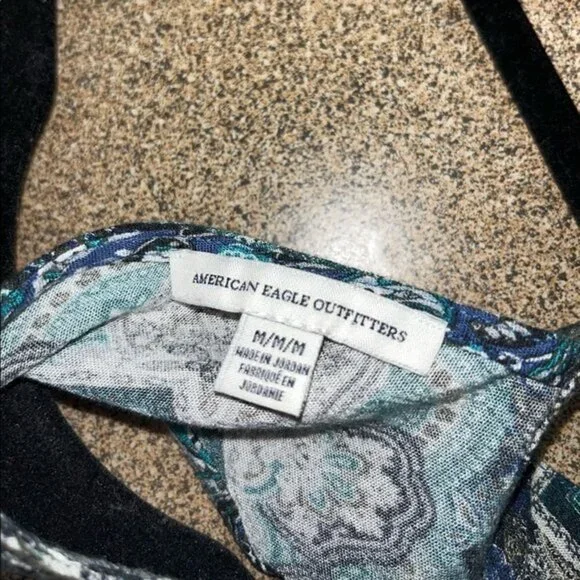 AMERICAN EAGLE OUTFITTERS
M/M/M
MADE IN JORDAN
FABRIQUÉ EN
JORDANIE